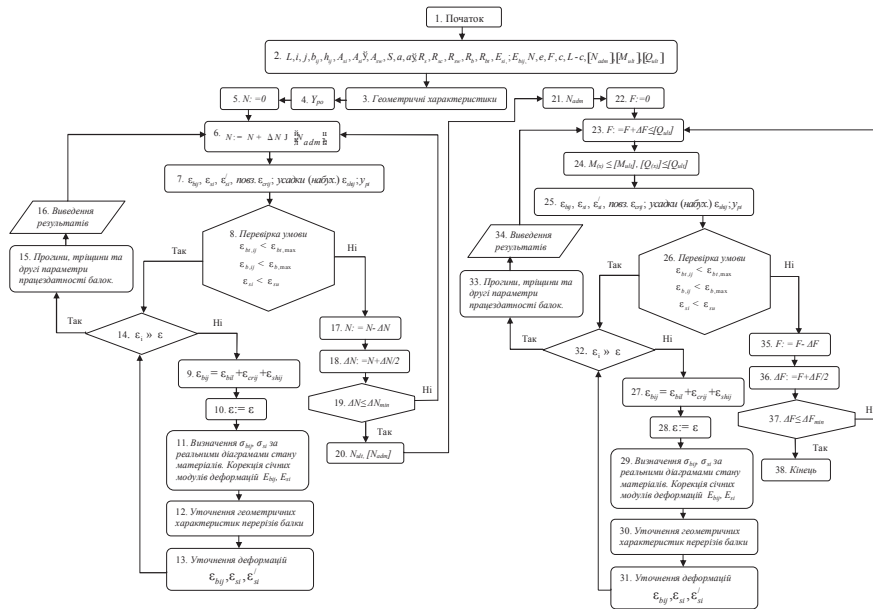 1. Початок
2. L, i, j, b_ij, h_ij, A_si, A_si Ў, A_sw, S, a, aў, R_s, R_sc, R_sw, R_b, R_bt, E_si,; E_bij, N, e, F, c, L-c, [N_adm], [M_ult], [Q_ult]
3. Геометричні характеристики
4. Y_po
5. N: =0
6. N:= N + ΔN
7. ε_bij, ε_si, ε_si^/, повз. ε_crij; усадки (набух.) ε_shij; y_pi
8. Перевірка умови
ε_bt,ij < ε_bt,max
ε_b,ij < ε_b,max
ε_si < ε_su
Так
Ні
16. Виведення
результатів
15. Прогини, тріщини та
другі параметри
працездатності балок.
Так
14. ε_i » ε
Ні
9. ε_bij = ε_bil + ε_crij + ε_shij
10. ε:= ε
11. Визначення σ_bij, σ_si за
реальними діаграмами стану
матеріалів. Корекція січних
модулів деформацій E_bij, E_si
12. Уточнення геометричних
характеристик перерізів балки
13. Уточнення деформацій
ε_bij, ε_si, ε_si^/
17. N: = N- ΔN
18. ΔN: =N+ΔN/2
Ні
19. ΔN≤ ΔN_min
Так
20. N_ult, [N_adm]
21. N_adm
22. F:=0
23. F: =F+ΔF≤[Q_ult]
24. M_(x) ≤ [M_ult], [Q_(x)]≤[Q_ult]
25. ε_bij, ε_si, ε_si^/, повз. ε_crij; усадки (набух.) ε_shij; y_pi
26. Перевірка умови
ε_bt,ij < ε_bt,max
ε_b,ij < ε_b,max
ε_si < ε_su
Так
Ні
34. Виведення
результатів
33. Прогини, тріщини та
другі параметри
працездатності балок.
Так
32. ε_i » ε
Ні
27. ε_bij = ε_bil + ε_crij + ε_shij
28. ε:= ε
29. Визначення σ_bij, σ_si за
реальними діаграмами стану
матеріалів. Корекція січних
модулів деформацій E_bij, E_si
30. Уточнення геометричних
характеристик перерізів балки
31. Уточнення деформацій
ε_bij, ε_si, ε_si^/
35. F: = F- ΔF
36. ΔF: =F+ΔF/2
37. ΔF≤ΔF_min
Ні
Так
38. Кінець